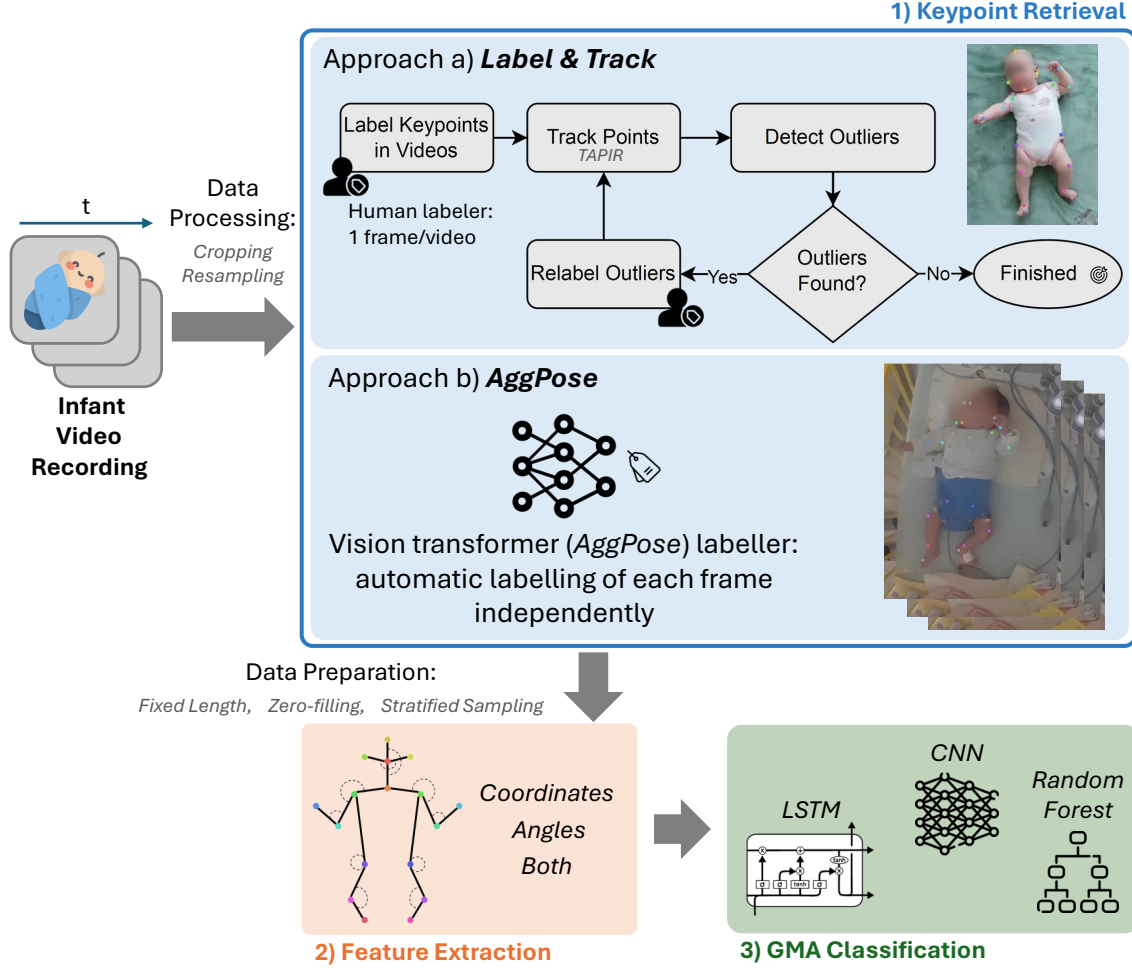 1) Keypoint Retrieval
Approach a) Label & Track
Label Keypoints
in Videos
Track Points
TAPIR
Detect Outliers
Human labeler:
1 frame/video
Relabel Outliers
Yes
Outliers
Found?
No
Finished
t
Data
Processing:
Cropping
Resampling
Infant
Video
Recording
Approach b) AggPose
Vision transformer (AggPose) labeller:
automatic labelling of each frame
independently
Data Preparation:
Fixed Length, Zero-filling, Stratified Sampling
Coordinates
Angles
Both
2) Feature Extraction
CNN
LSTM
Random
Forest
x
+
tanh
x
x
σ
σ
tanh
σ
3) GMA Classification